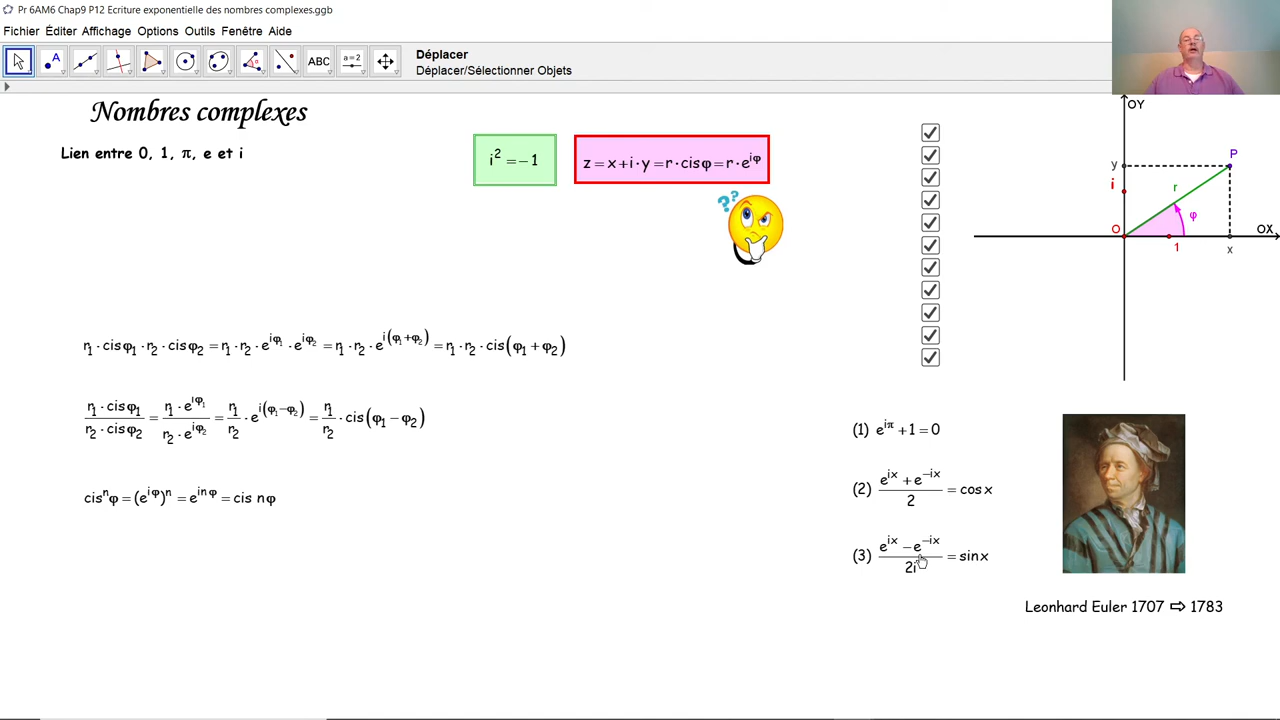 Pr 6AM6 Chap9 P12 Ecriture exponentielle des nombres complexes.ggb
Fichier Éditer Affichage Options Outils Fenêtre Aide
A
ABC
a=2
Déplacer
Déplacer/Sélectionner Objets
Nombres complexes
Lien entre 0, 1, π, e et i
i² = −1
z = x + i · y = r · cisφ = r · e^{iφ}
??
OY
y
i
r
P
φ
O
1
x
OX
r₁ · cisφ₁ · r₂ · cisφ₂ = r₁ · r₂ · e^{iφ₁} · e^{iφ₂} = r₁ · r₂ · e^{i(φ₁+φ₂)} = r₁ · r₂ · cis(φ₁ + φ₂)
(r₁ · cisφ₁)/(r₂ · cisφ₂) = (r₁ · e^{iφ₁})/(r₂ · e^{iφ₂}) = r₁/r₂ · e^{i(φ₁−φ₂)} = r₁/r₂ · cis(φ₁ − φ₂)
cisⁿφ = (e^{iφ})ⁿ = e^{inφ} = cis nφ
(1) e^{iπ} + 1 = 0
(2) (e^{ix} + e^{−ix})/2 = cos x
(3) (e^{ix} − e^{−ix})/2i = sin x
Leonhard Euler 1707 ⇨ 1783